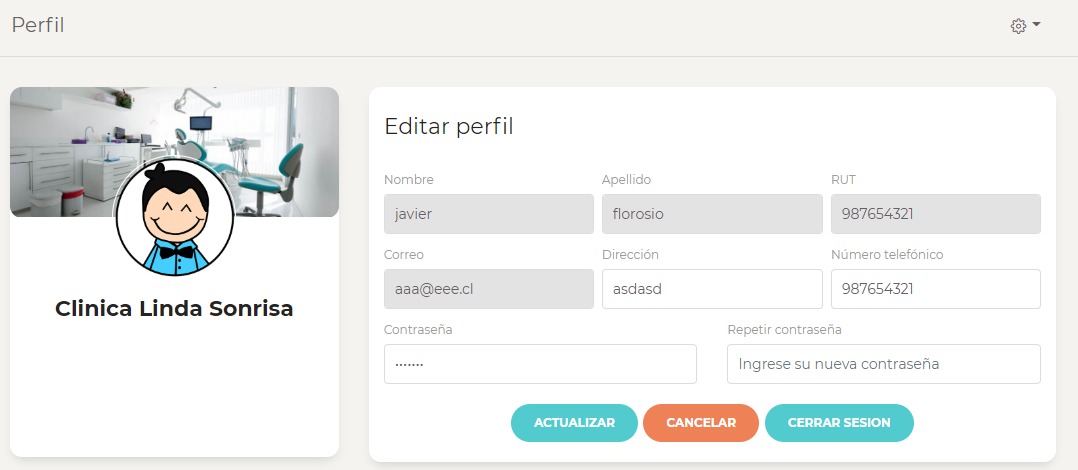 Perfil
Clinica Linda Sonrisa
Editar perfil
Nombre Apellido RUT
javier florosio 987654321
Correo Dirección Número telefónico
aaa@eee.cl asdasd 987654321
Contraseña Repetir contraseña
······· Ingrese su nueva contraseña
ACTUALIZAR CANCELAR CERRAR SESION